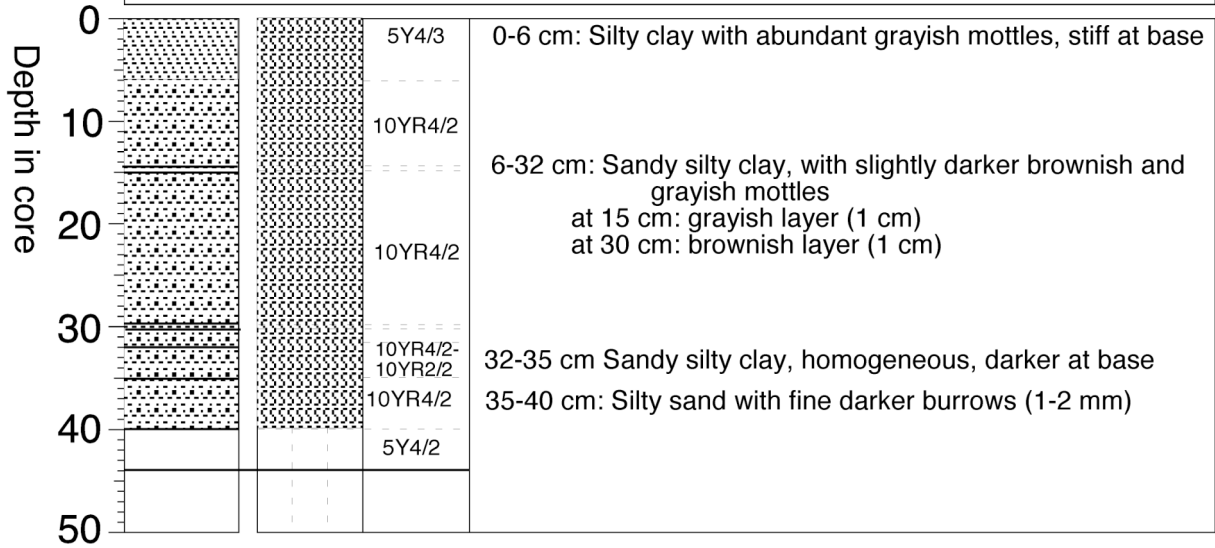 Depth in core
0
10
20
30
40
50
5Y4/3
10YR4/2
10YR4/2
10YR4/2-
10YR2/2
10YR4/2
5Y4/2
0-6 cm: Silty clay with abundant grayish mottles, stiff at base
6-32 cm: Sandy silty clay, with slightly darker brownish and
grayish mottles
at 15 cm: grayish layer (1 cm)
at 30 cm: brownish layer (1 cm)
32-35 cm Sandy silty clay, homogeneous, darker at base
35-40 cm: Silty sand with fine darker burrows (1-2 mm)